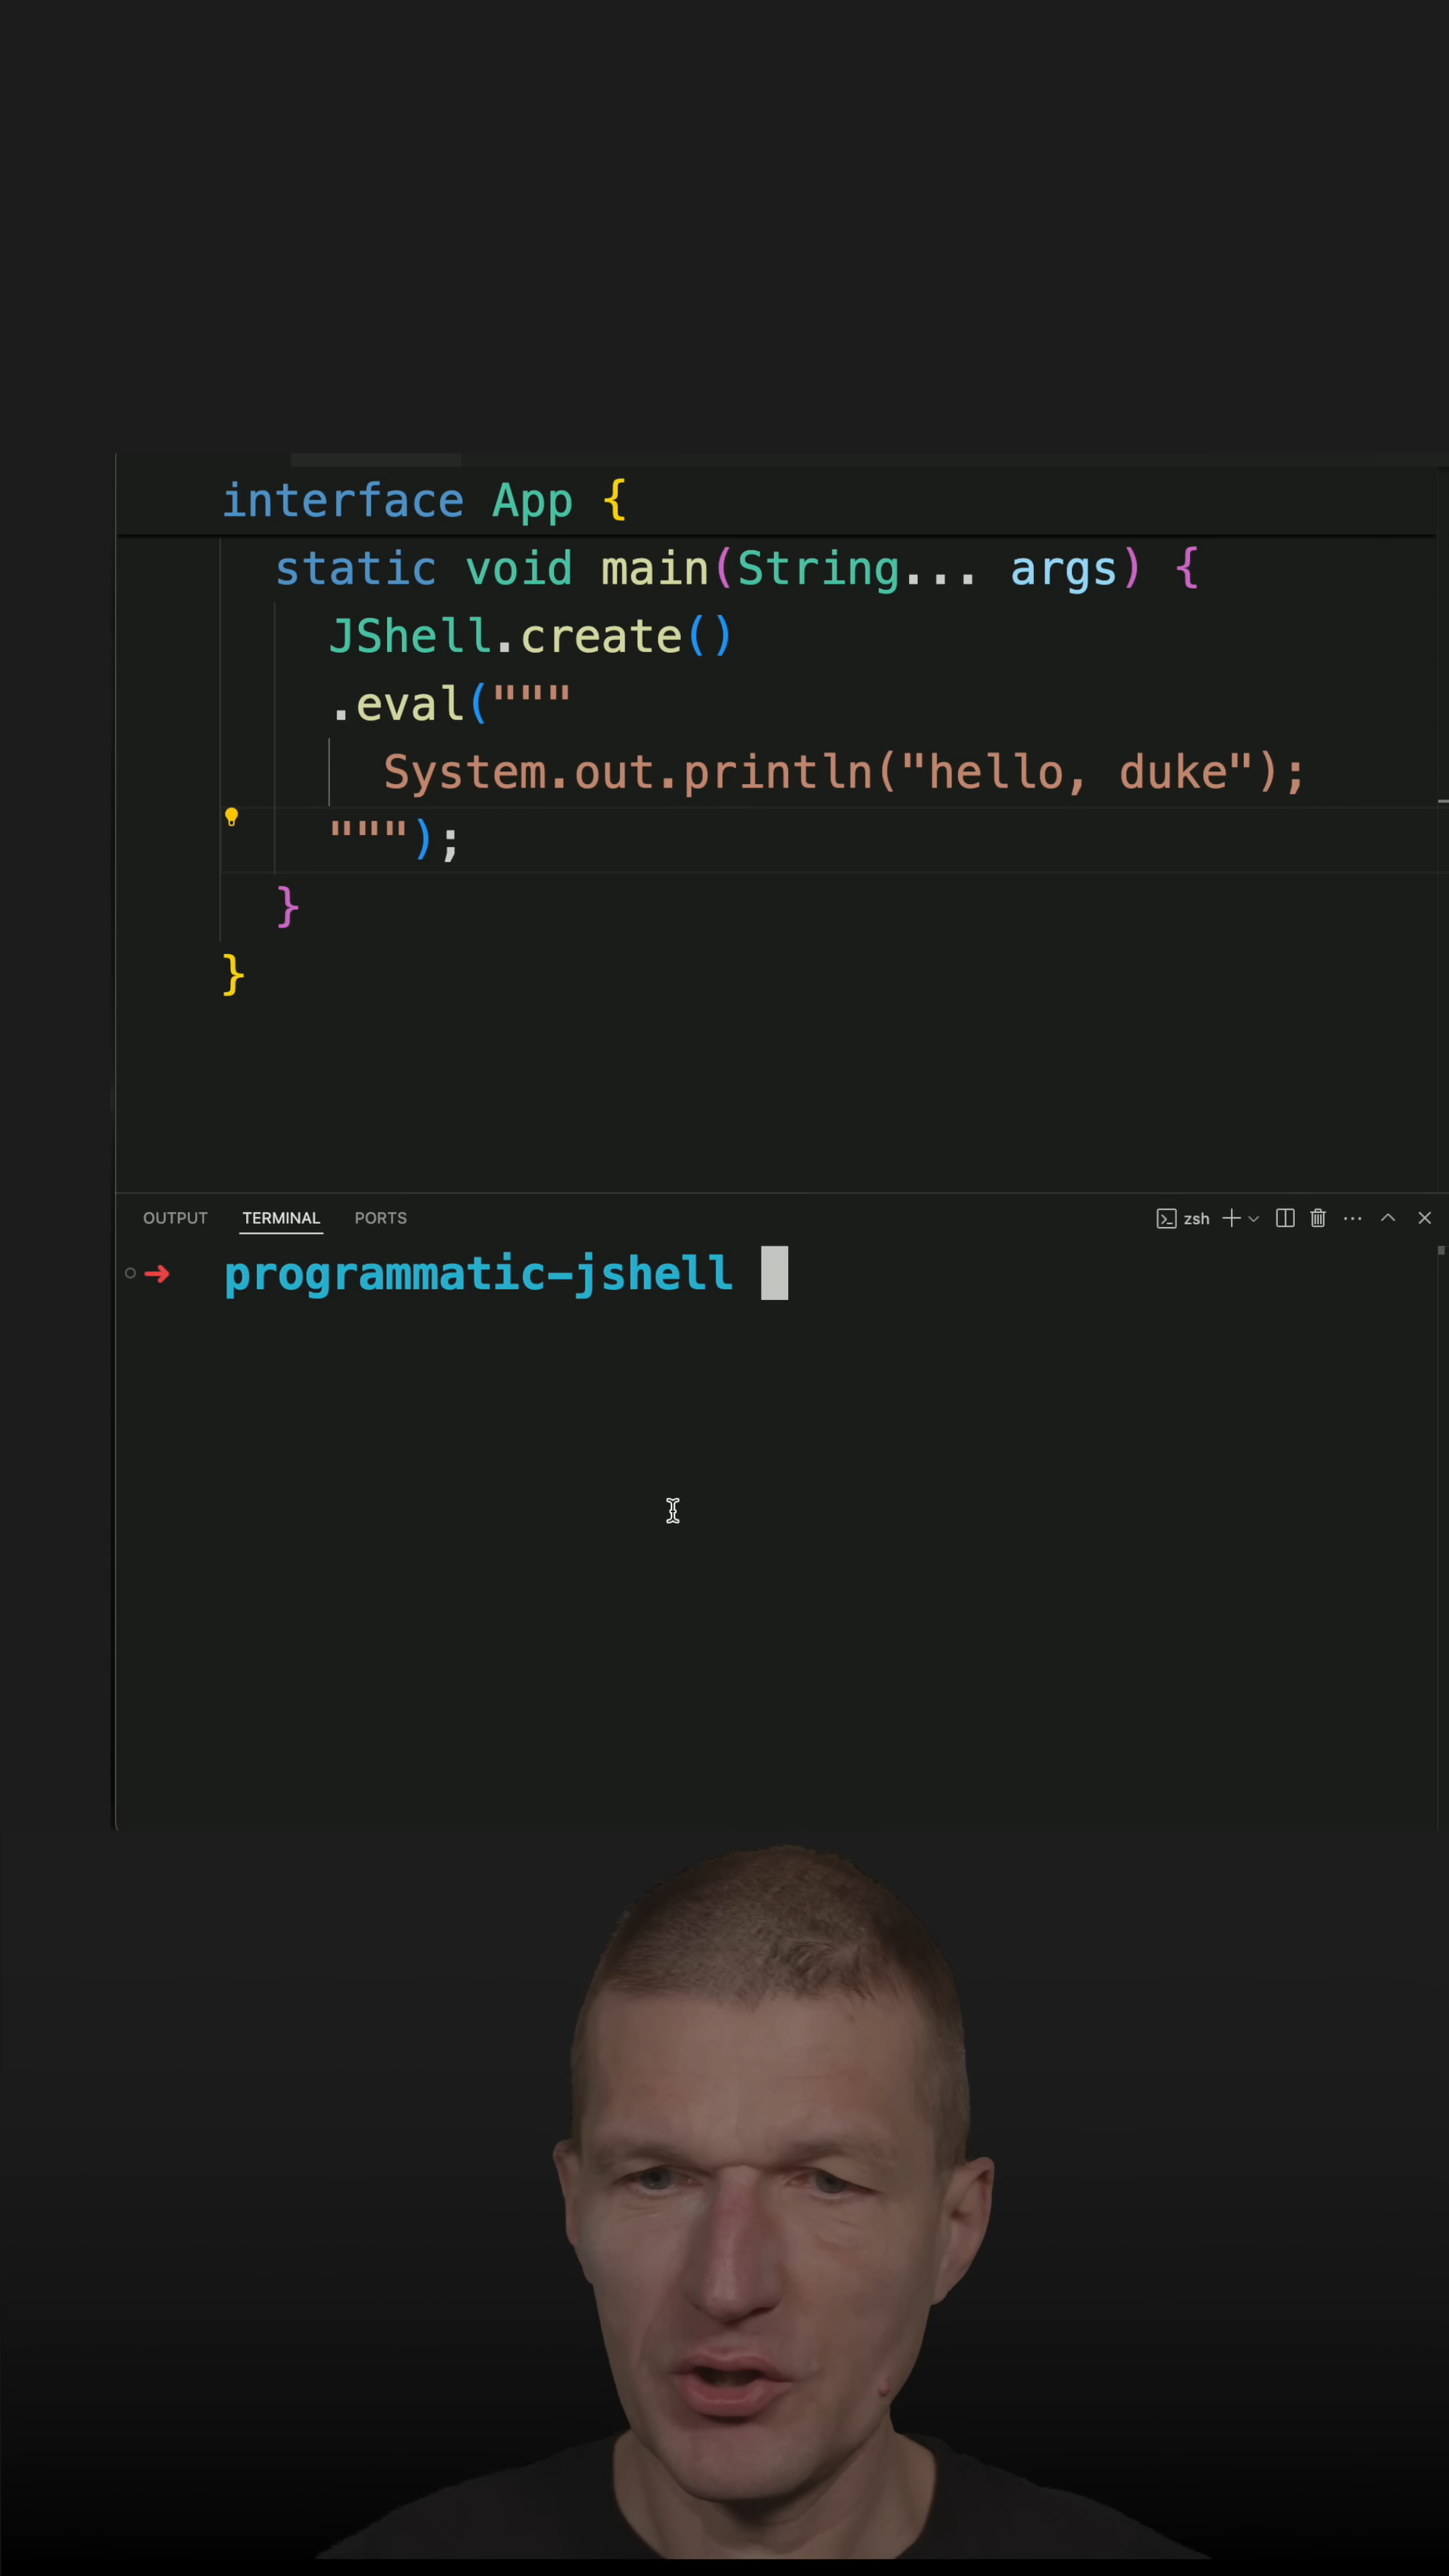 interface App {
static void main(String... args) {
JShell.create()
.eval("""
System.out.println("hello, duke");
""");
}
}
OUTPUT TERMINAL PORTS zsh
programmatic-jshell